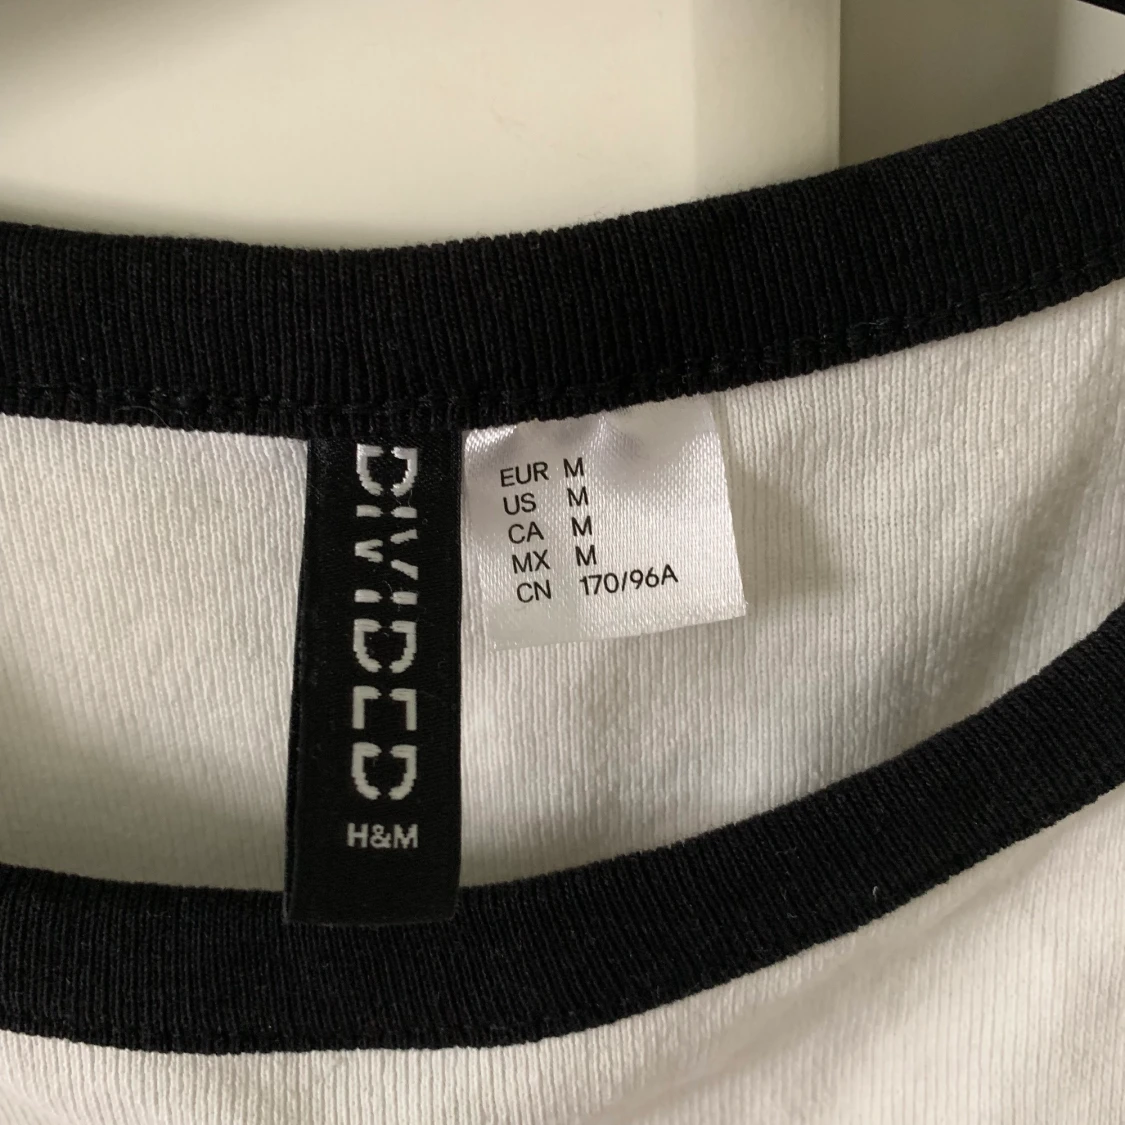 DIVIDED
H&M
EUR M
US M
CA M
MX M
CN 170/96A